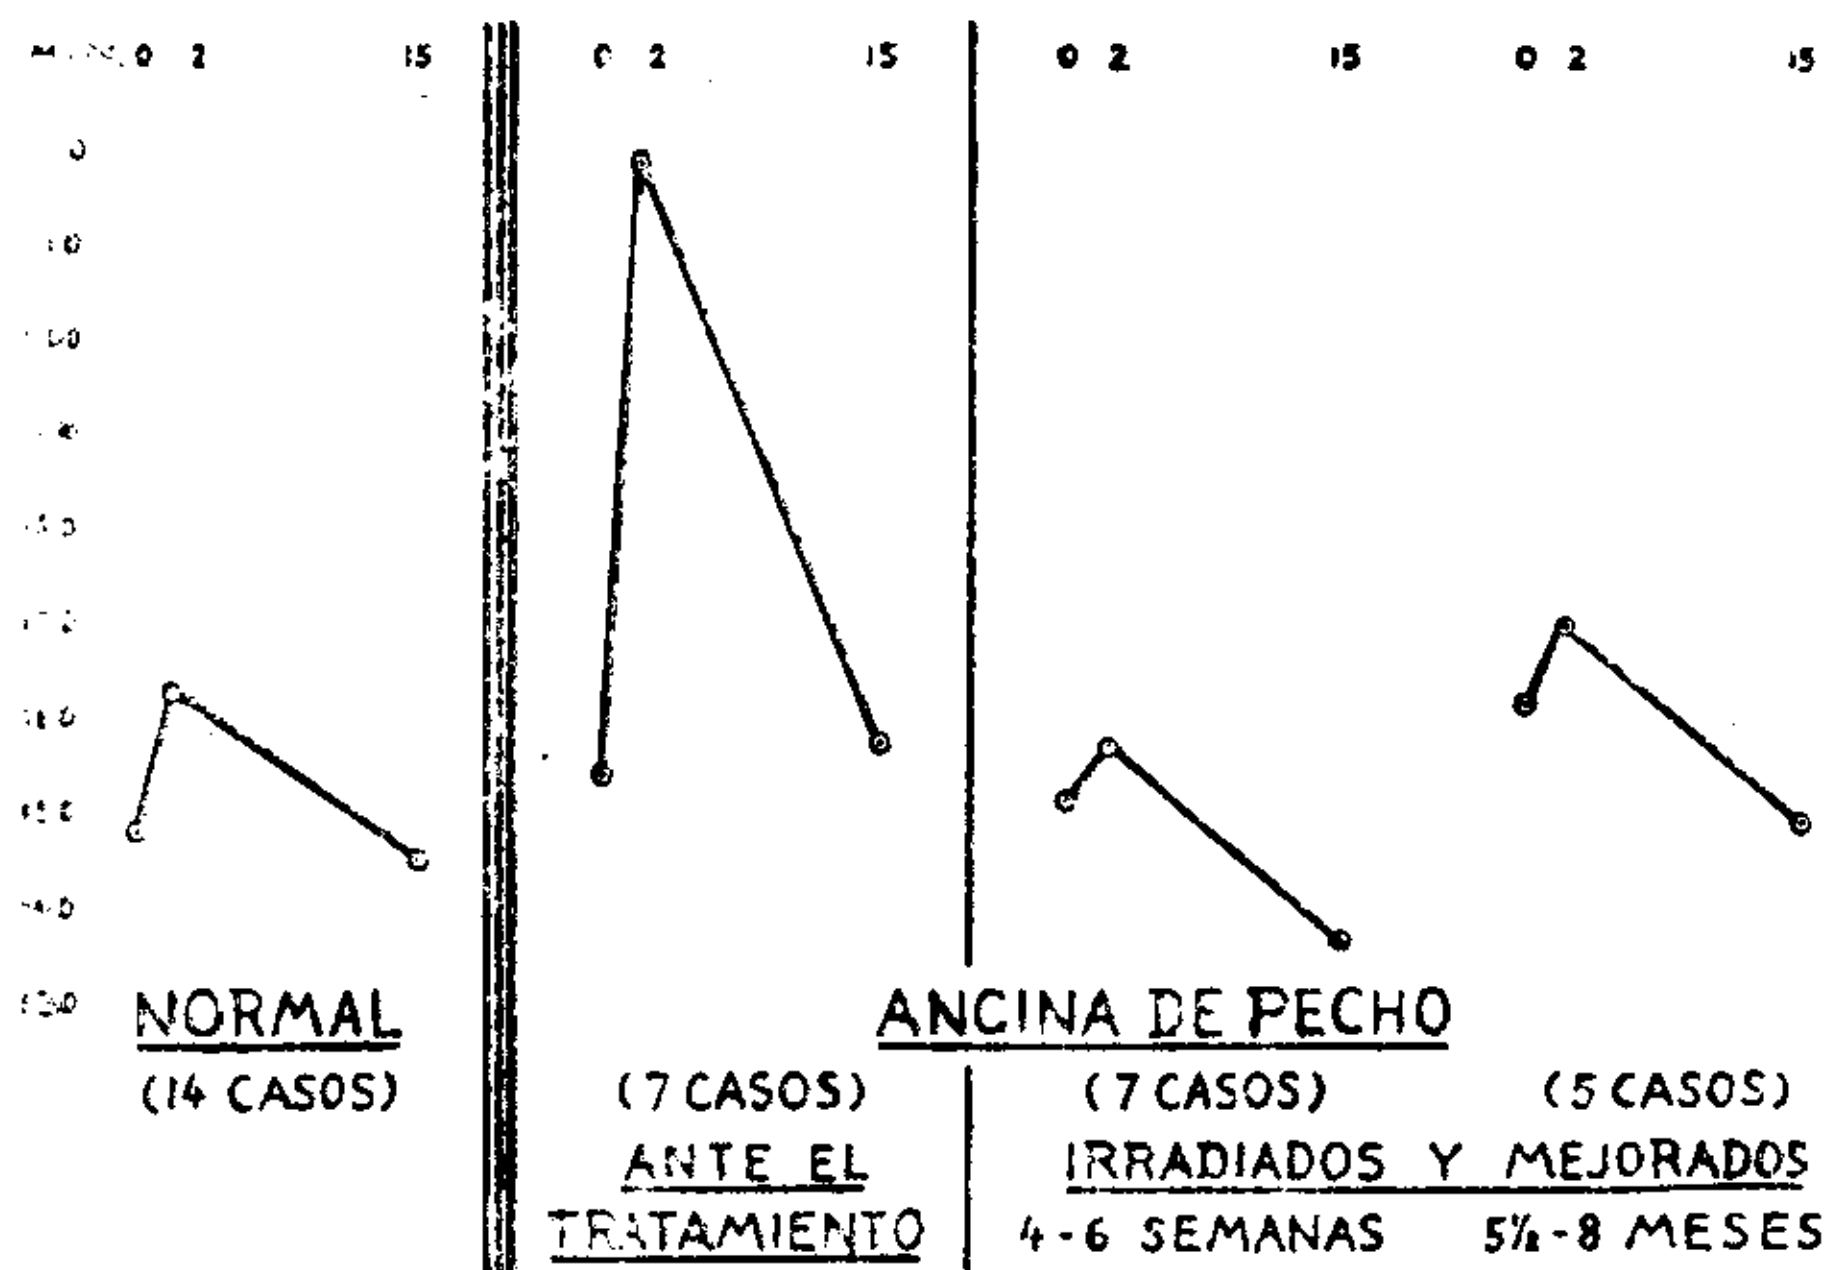 0 2 15 0 2 15 0 2 15 0 2 15
0
NORMAL
ANCINA DE PECHO
(14 CASOS) (7 CASOS) (7 CASOS) (5 CASOS)
ANTE EL IRRADIADOS Y MEJORADOS
TRATAMIENTO 4-6 SEMANAS 5½-8 MESES